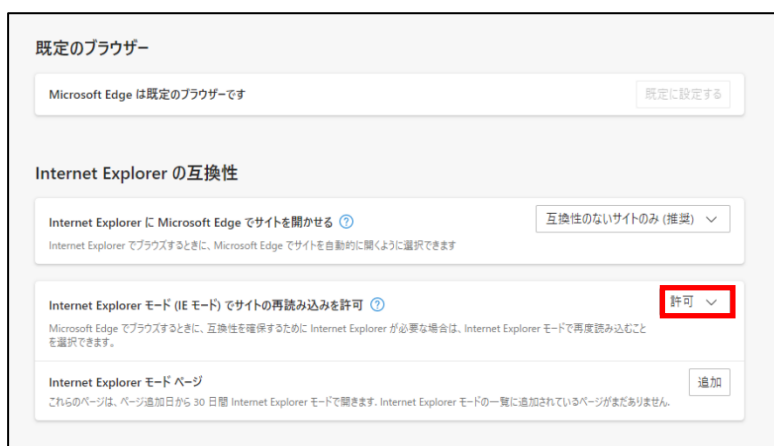 既定のブラウザー
Microsoft Edge は既定のブラウザーです
既定に設定する
Internet Explorer の互換性
Internet Explorer に Microsoft Edge でサイトを開かせる
互換性のないサイトのみ (推奨)
Internet Explorer でブラウズするときに、Microsoft Edge でサイトを自動的に開くように選択できます
Internet Explorer モード (IE モード) でサイトの再読み込みを許可
許可
Microsoft Edge でブラウズするときに、互換性を確保するために Internet Explorer が必要な場合は、Internet Explorer モードで再度読み込むこと
を選択できます。
Internet Explorer モード ページ
追加
これらのページは、ページ追加日から 30 日間 Internet Explorer モードで開きます. Internet Explorer モードの一覧に追加されているページがまだありません.